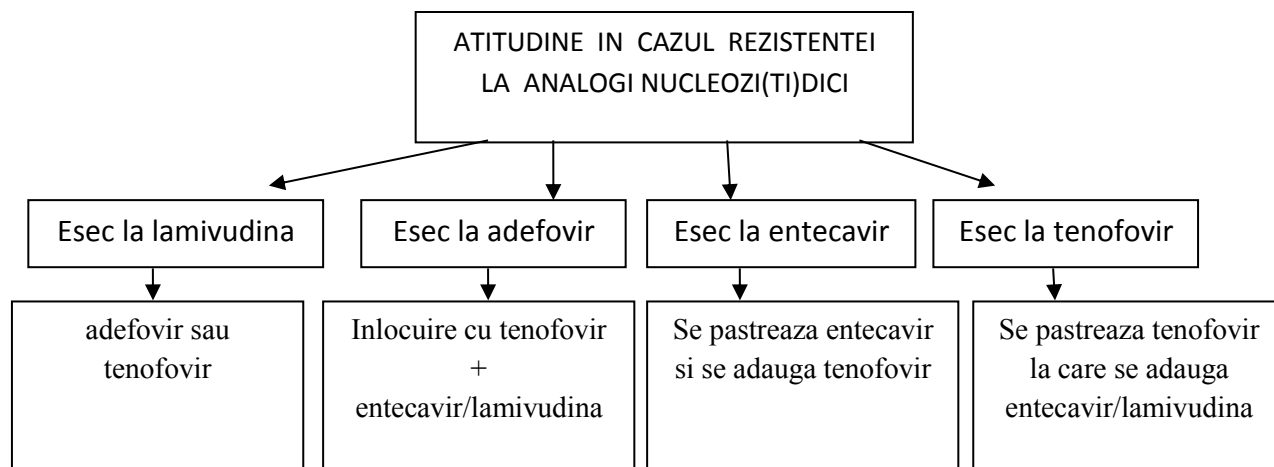 ATITUDINE IN CAZUL REZISTENTEI
LA ANALOGI NUCLEOZI(TI)DICI
Esec la lamivudina
Esec la adefovir
Esec la entecavir
Esec la tenofovir
adefovir sau
tenofovir
Inlocuire cu tenofovir
+
entecavir/lamivudina
Se pastreaza entecavir
si se adauga tenofovir
Se pastreaza tenofovir
la care se adauga
entecavir/lamivudina